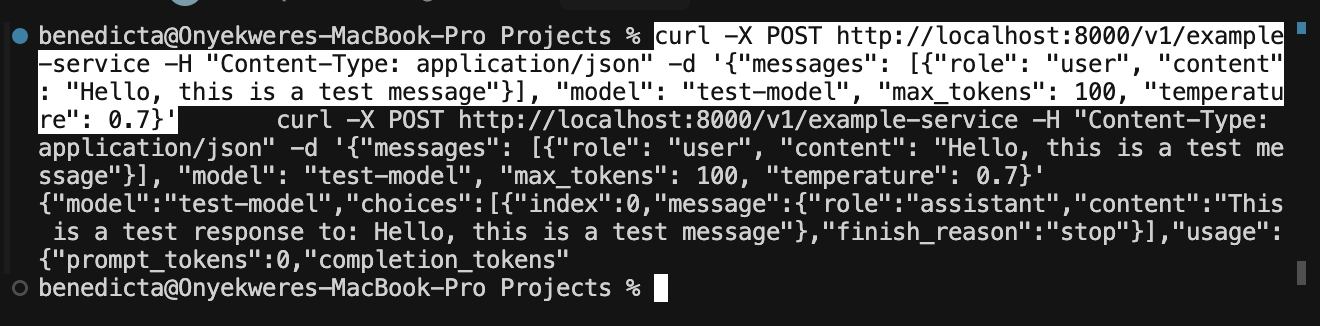 benedicta@Onyekweres-MacBook-Pro Projects % curl -X POST http://localhost:8000/v1/example
-service -H "Content-Type: application/json" -d '{"messages": [{"role": "user", "content"
: "Hello, this is a test message"}], "model": "test-model", "max_tokens": 100, "temperatu
re": 0.7}'       curl -X POST http://localhost:8000/v1/example-service -H "Content-Type: 
application/json" -d '{"messages": [{"role": "user", "content": "Hello, this is a test me
ssage"}], "model": "test-model", "max_tokens": 100, "temperature": 0.7}'
{"model":"test-model","choices":[{"index":0,"message":{"role":"assistant","content":"This
 is a test response to: Hello, this is a test message"},"finish_reason":"stop"}],"usage":
{"prompt_tokens":0,"completion_tokens"
benedicta@Onyekweres-MacBook-Pro Projects %